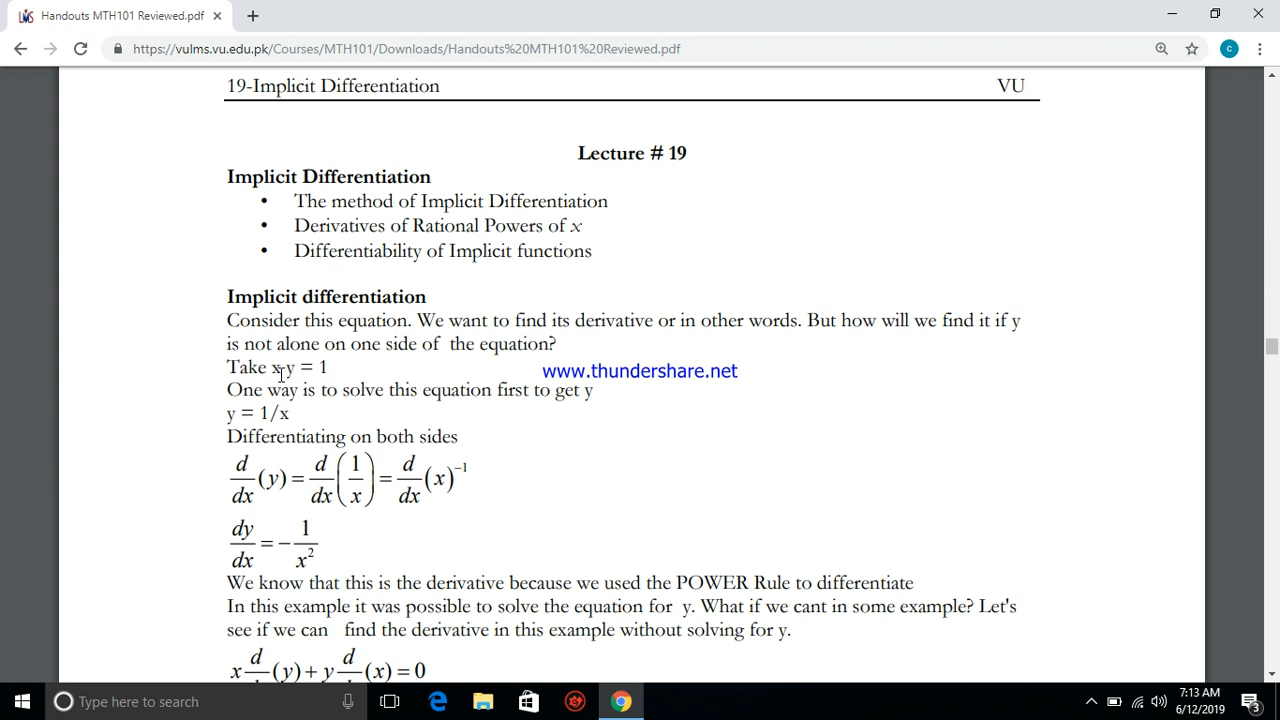 Handouts MTH101 Reviewed.pdf
https://vulms.vu.edu.pk/Courses/MTH101/Downloads/Handouts%20MTH101%20Reviewed.pdf
c
19-Implicit Differentiation VU
Lecture # 19
Implicit Differentiation
• The method of Implicit Differentiation
• Derivatives of Rational Powers of x
• Differentiability of Implicit functions
Implicit differentiation
Consider this equation. We want to find its derivative or in other words. But how will we find it if y
is not alone on one side of the equation?
Take x y = 1
www.thundershare.net
One way is to solve this equation first to get y
y = 1/x
Differentiating on both sides
d/dx (y) = d/dx (1/x) = d/dx (x)⁻¹
dy/dx = − 1/x²
We know that this is the derivative because we used the POWER Rule to differentiate
In this example it was possible to solve the equation for y. What if we cant in some example? Let's
see if we can find the derivative in this example without solving for y.
x d/dx (y) + y d/dx (x) = 0
Type here to search
7:13 AM
6/12/2019
3